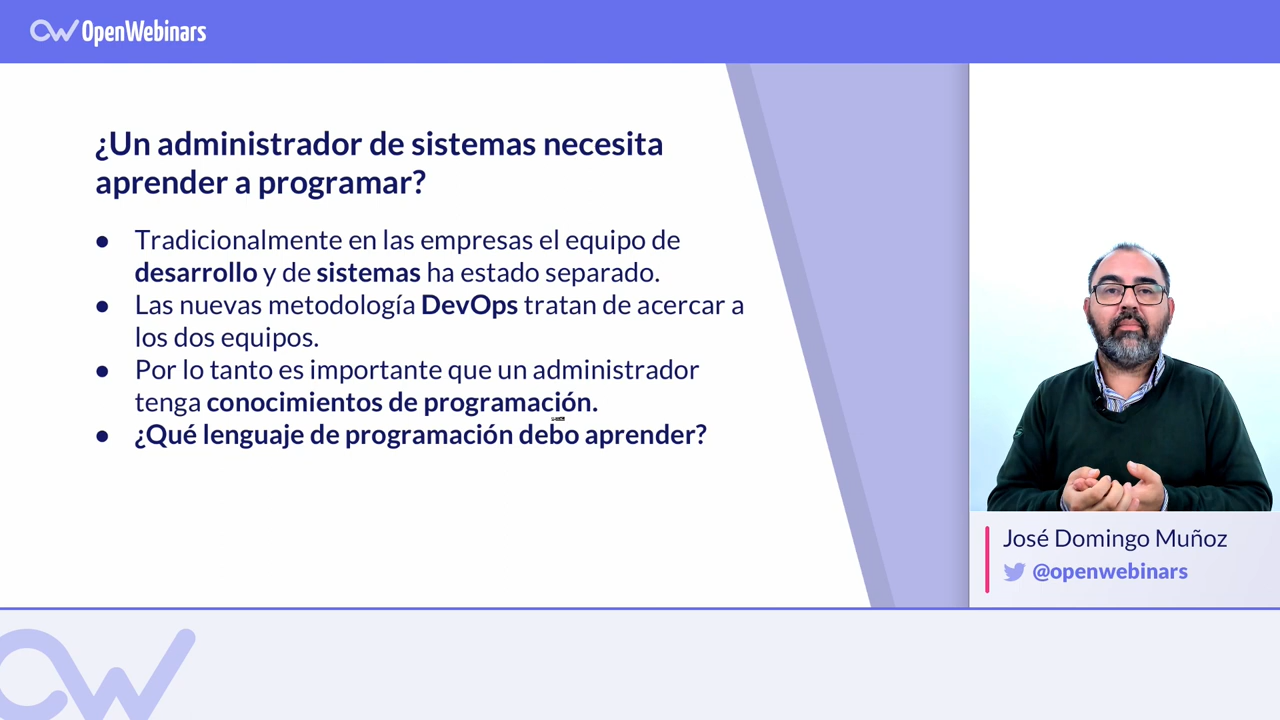 OpenWebinars
¿Un administrador de sistemas necesita
aprender a programar?
● Tradicionalmente en las empresas el equipo de
desarrollo y de sistemas ha estado separado.
● Las nuevas metodología DevOps tratan de acercar a
los dos equipos.
● Por lo tanto es importante que un administrador
tenga conocimientos de programación.
● ¿Qué lenguaje de programación debo aprender?
José Domingo Muñoz
@openwebinars